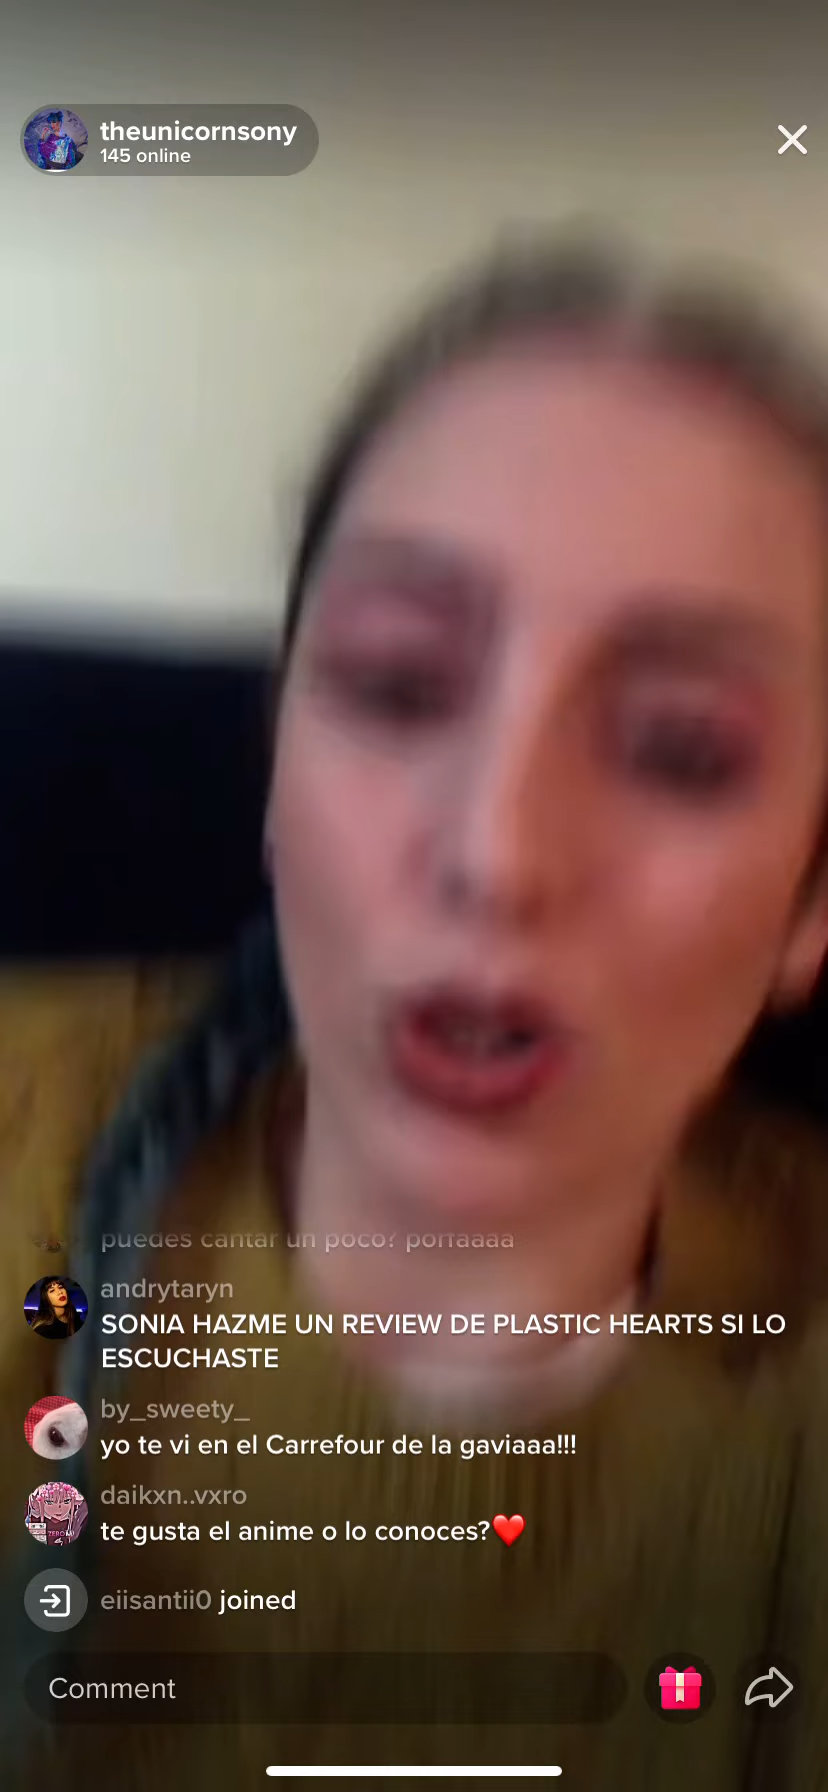 theunicornsony
145 online
puedes cantar un poco? porfaaaa
andrytaryn
SONIA HAZME UN REVIEW DE PLASTIC HEARTS SI LO
ESCUCHASTE
by_sweety_
yo te vi en el Carrefour de la gaviaaa!!!
daikxn..vxro
te gusta el anime o lo conoces?❤️
eiisantii0 joined
Comment